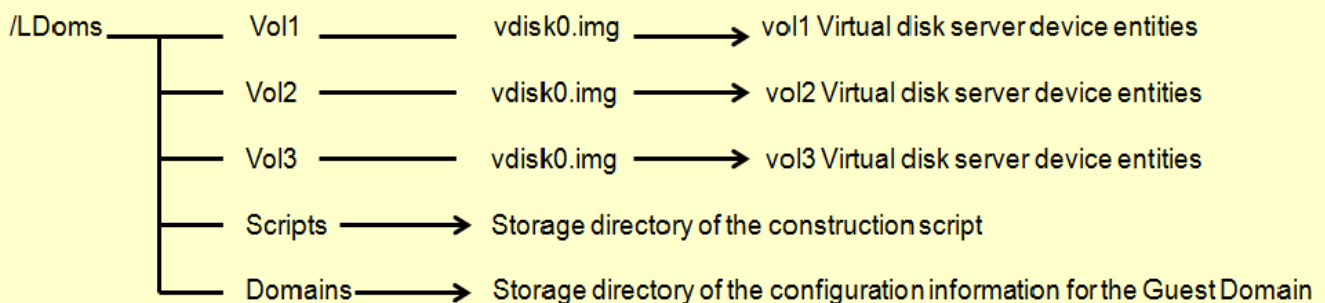 /LDoms Vol1 vdisk0.img vol1 Virtual disk server device entities
Vol2 vdisk0.img vol2 Virtual disk server device entities
Vol3 vdisk0.img vol3 Virtual disk server device entities
Scripts Storage directory of the construction script
Domains Storage directory of the configuration information for the Guest Domain